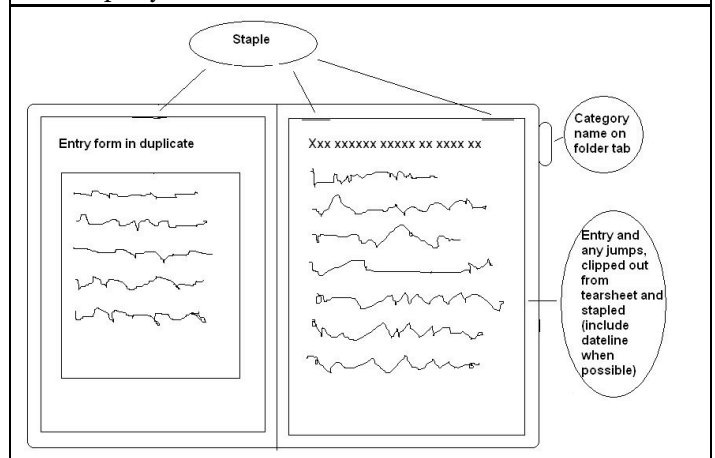 Staple
Entry form in duplicate
Xxx xxxxxx xxxxx xx xxxx xx
Category
name on
folder tab
Entry and
any jumps,
clipped out
from
tearsheet and
stapled
(include
dateline
when
possible)